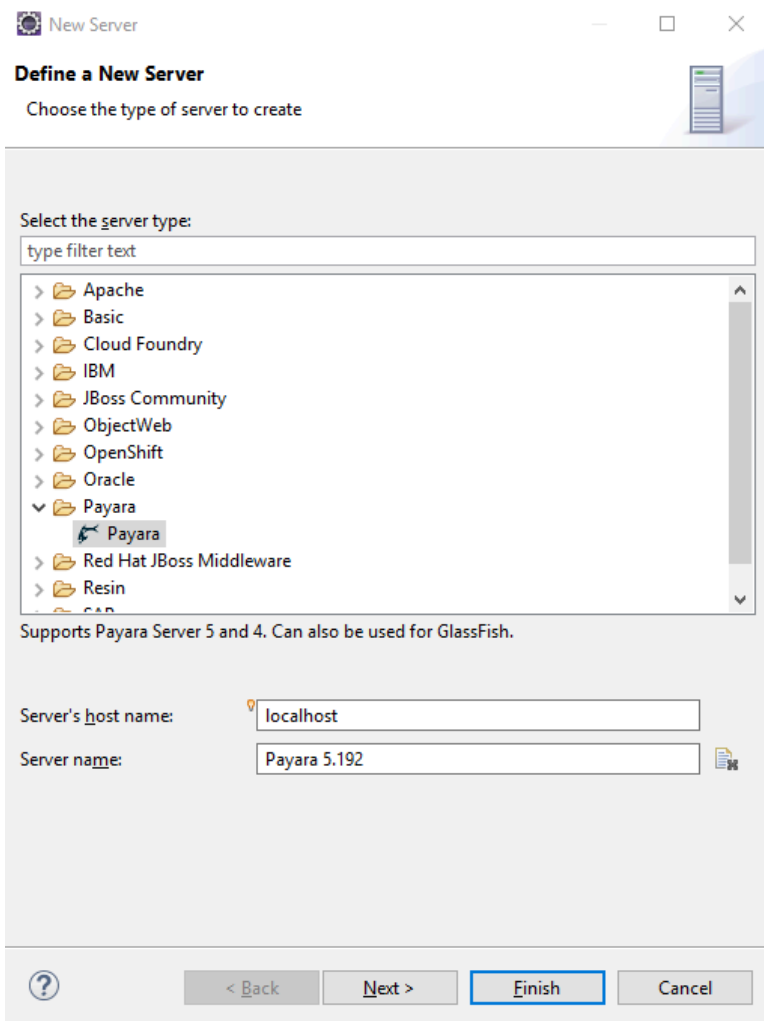 New Server
Define a New Server
Choose the type of server to create
Select the server type:
type filter text
Apache
Basic
Cloud Foundry
IBM
JBoss Community
ObjectWeb
OpenShift
Oracle
Payara
Payara
Red Hat JBoss Middleware
Resin
SAP
Supports Payara Server 5 and 4. Can also be used for GlassFish.
Server's host name: localhost
Server name: Payara 5.192
? < Back Next > Finish Cancel